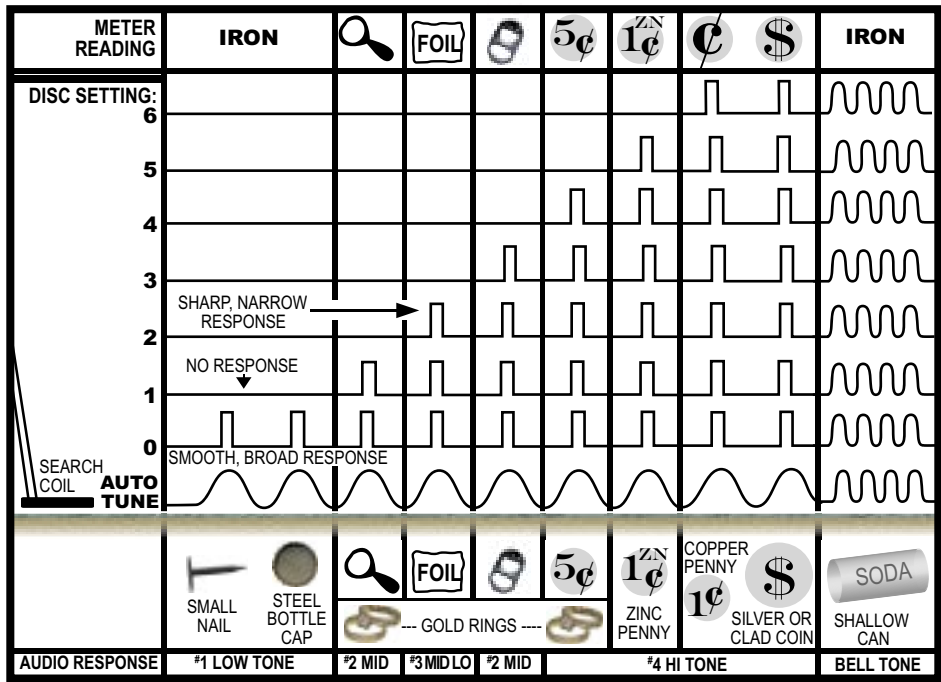 METER READING IRON FOIL 5¢ ZN 1¢ ¢ $ IRON
DISC SETTING:
6
5
4
3
SHARP, NARROW
RESPONSE
2
NO RESPONSE
1
0
SMOOTH, BROAD RESPONSE
SEARCH
COIL
AUTO
TUNE
SMALL
NAIL
STEEL
BOTTLE
CAP
FOIL
5¢
ZN
1¢
COPPER
PENNY
1¢
$
SODA
--- GOLD RINGS ----
ZINC
PENNY
SILVER OR
CLAD COIN
SHALLOW
CAN
AUDIO RESPONSE #1 LOW TONE #2 MID #3 MID LO #2 MID #4 HI TONE BELL TONE